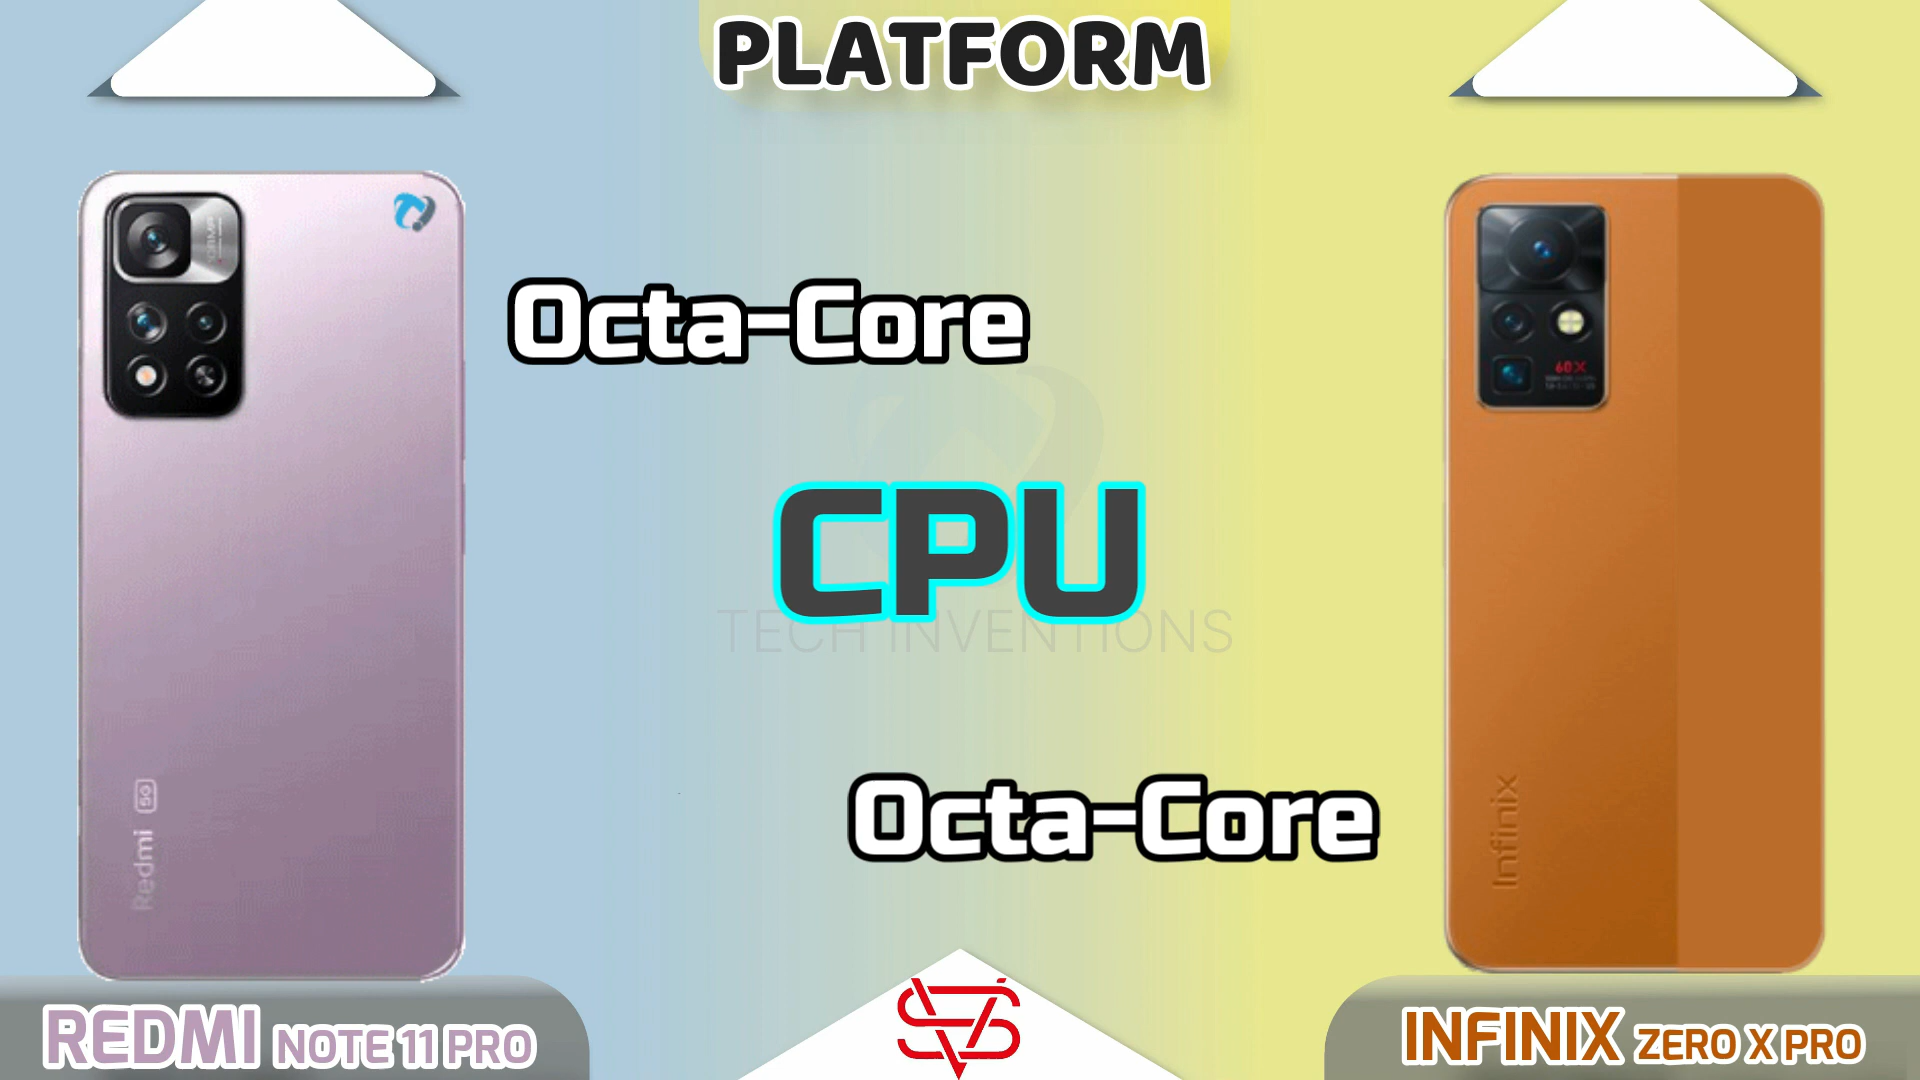 PLATFORM
Octa-Core
CPU
TECH INVENTIONS
Octa-Core
60X
Redmi 5G
Infinix
REDMI NOTE 11 PRO
VS
INFINIX ZERO X PRO